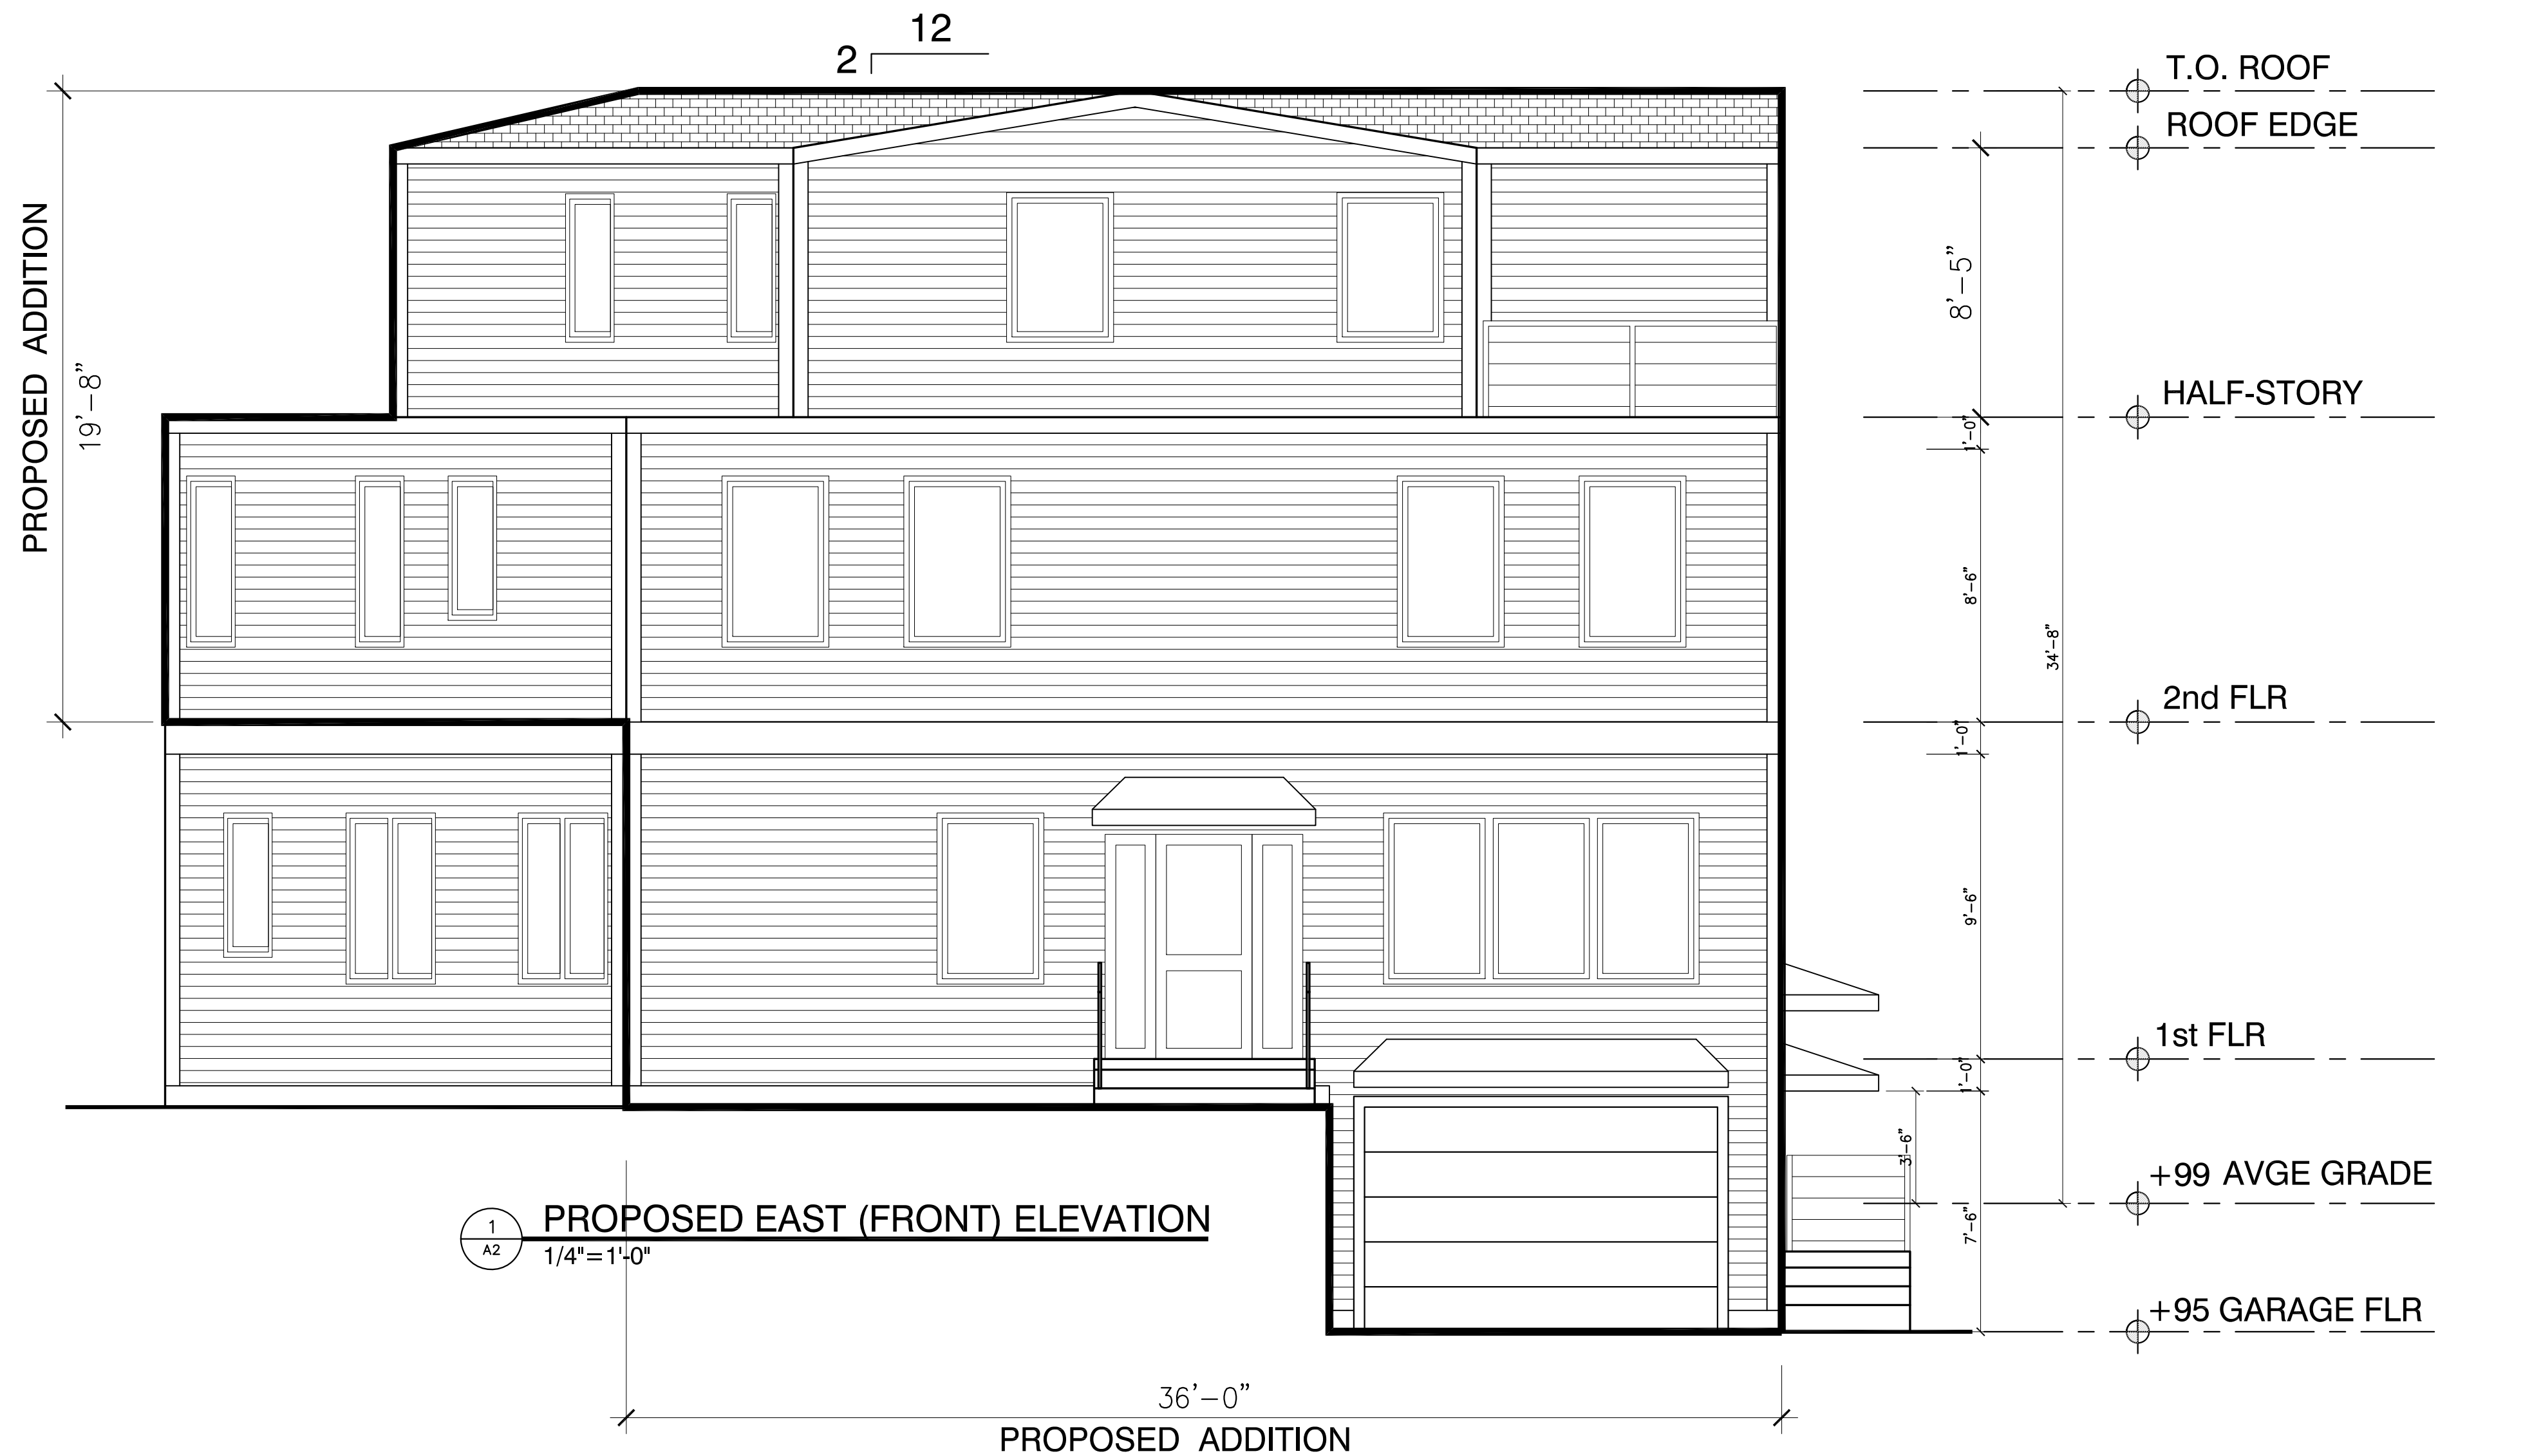 12
2
T.O. ROOF
ROOF EDGE
PROPOSED ADDITION
19'-8"
8'-5"
HALF-STORY
1'-0"
8'-6"
34'-8"
2nd FLR
1'-0"
9'-6"
1st FLR
1'-0"
3'-6"
+99 AVGE GRADE
7'-6"
1
A2
PROPOSED EAST (FRONT) ELEVATION
1/4"=1'-0"
+95 GARAGE FLR
36'-0"
PROPOSED ADDITION